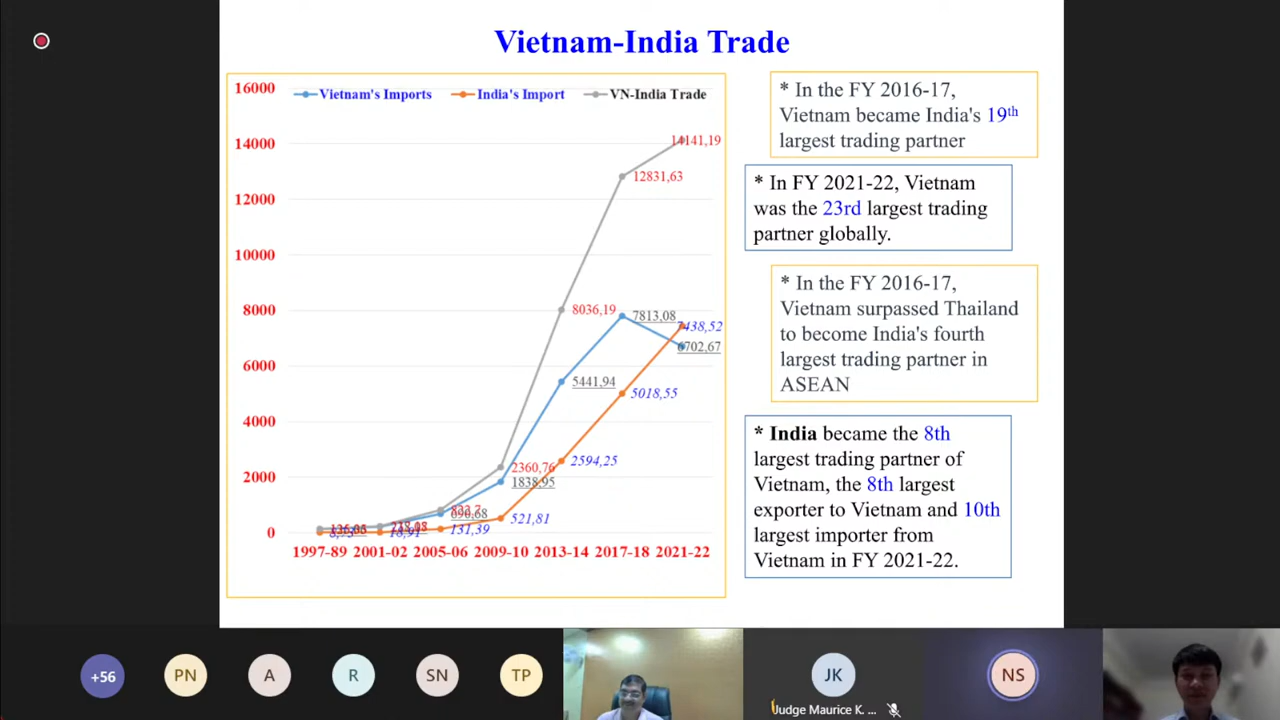 Vietnam-India Trade
Vietnam's Imports India's Import VN-India Trade
16000
14000
12000
10000
8000
6000
4000
2000
0
14141,19
12831,63
8036,19
7813,08
7438,52
6702,67
5441,94
5018,55
2594,25
2360,76
1838,95
521,81
131,39
18,91
8,73
1997-89 2001-02 2005-06 2009-10 2013-14 2017-18 2021-22
* In the FY 2016-17,
Vietnam became India's 19th
largest trading partner
* In FY 2021-22, Vietnam
was the 23rd largest trading
partner globally.
* In the FY 2016-17,
Vietnam surpassed Thailand
to become India's fourth
largest trading partner in
ASEAN
* India became the 8th
largest trading partner of
Vietnam, the 8th largest
exporter to Vietnam and 10th
largest importer from
Vietnam in FY 2021-22.
+56
PN
A
R
SN
TP
JK
Judge Maurice K. ...
NS